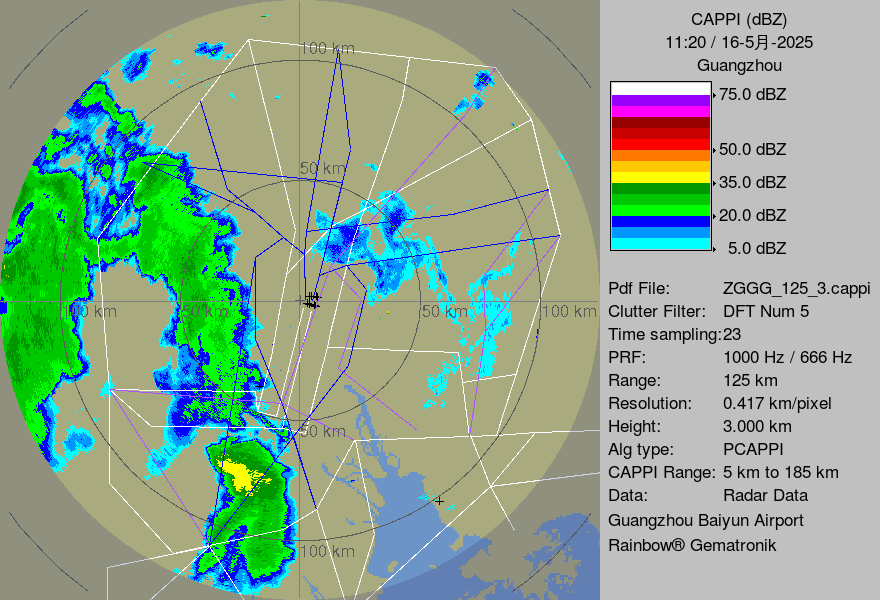 CAPPI (dBZ)
11:20 / 16-5月-2025
Guangzhou
75.0 dBZ
50.0 dBZ
35.0 dBZ
20.0 dBZ
5.0 dBZ
Pdf File: ZGGG_125_3.cappi
Clutter Filter: DFT Num 5
Time sampling:23
PRF: 1000 Hz / 666 Hz
Range: 125 km
Resolution: 0.417 km/pixel
Height: 3.000 km
Alg type: PCAPPI
CAPPI Range: 5 km to 185 km
Data: Radar Data
Guangzhou Baiyun Airport
Rainbow® Gematronik
100 km
50 km
100 km
50 km
50 km
100 km
50 km
100 km